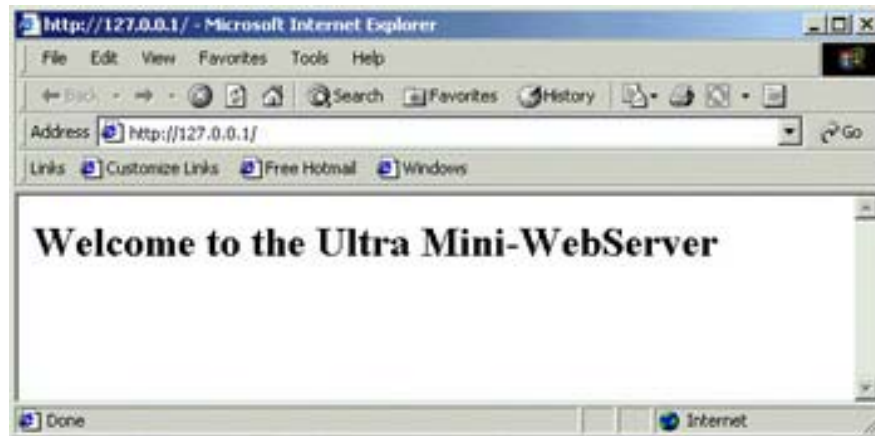 http://127.0.0.1/ - Microsoft Internet Explorer
File Edit View Favorites Tools Help
Back Search Favorites History
Address http://127.0.0.1/ Go
Links Customize Links Free Hotmail Windows
Welcome to the Ultra Mini-WebServer
Done Internet